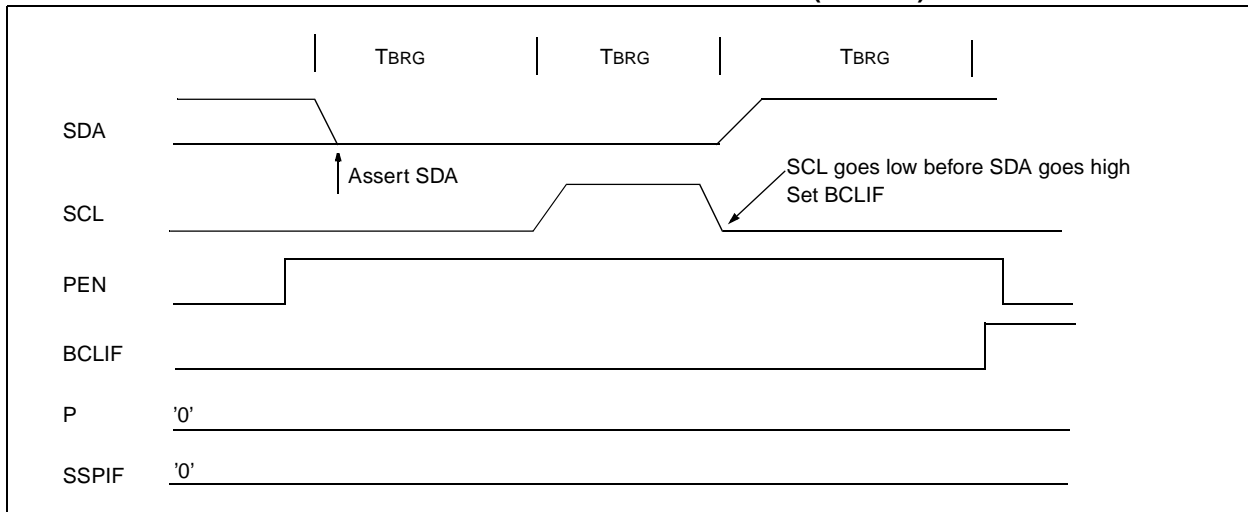 TBRG TBRG TBRG
SDA
Assert SDA
SCL goes low before SDA goes high
Set BCLIF
SCL
PEN
BCLIF
P '0'
SSPIF '0'